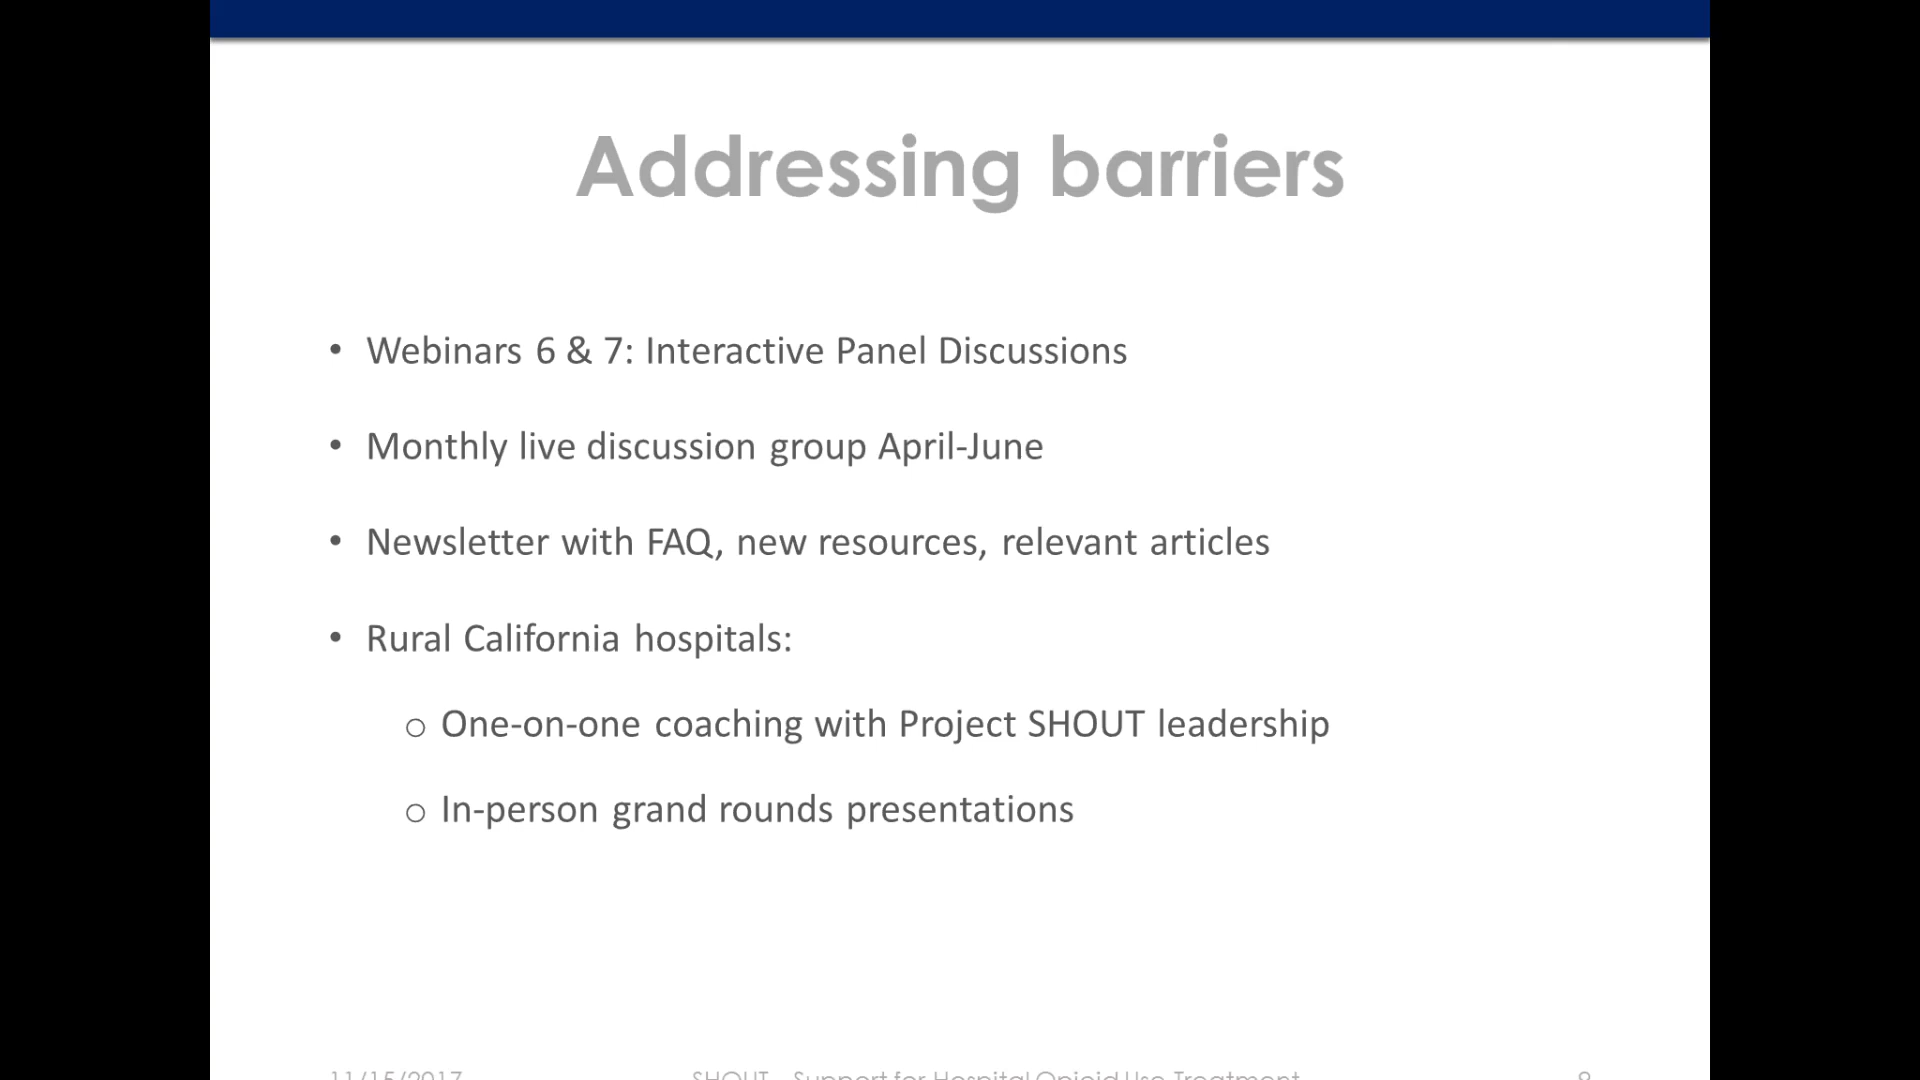 Addressing barriers
• Webinars 6 & 7: Interactive Panel Discussions
• Monthly live discussion group April-June
• Newsletter with FAQ, new resources, relevant articles
• Rural California hospitals:
o One-on-one coaching with Project SHOUT leadership
o In-person grand rounds presentations
11/15/2017 SHOUT - Support for Hospital Opioid Use Treatment 9